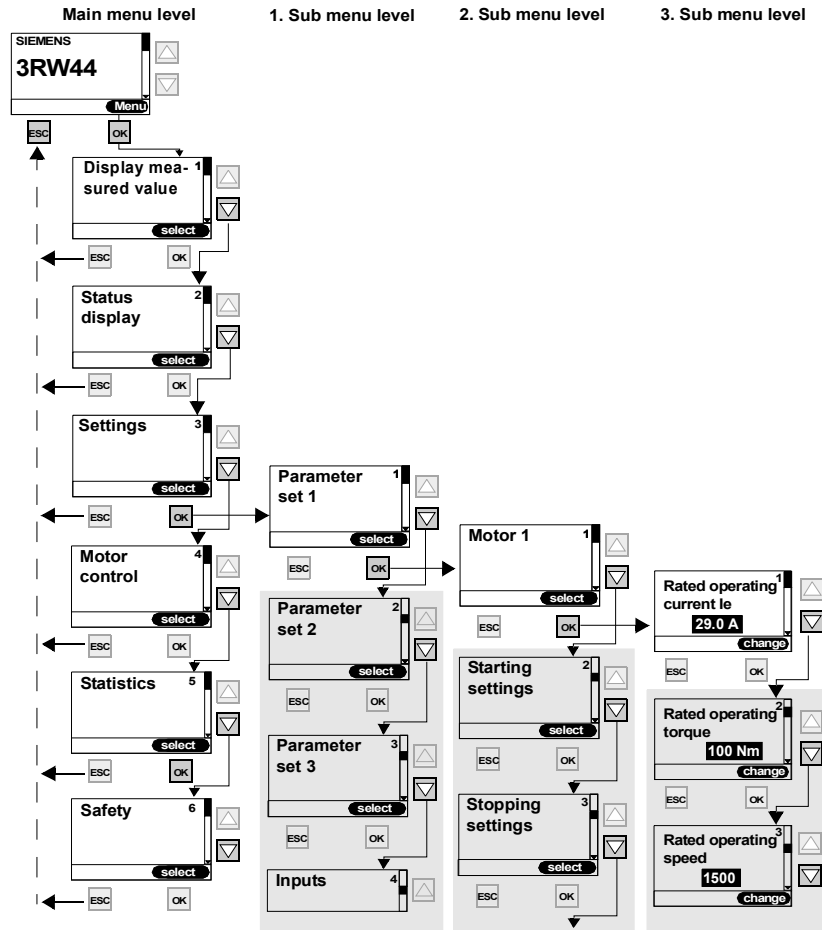 Main menu level
1. Sub menu level
2. Sub menu level
3. Sub menu level
SIEMENS
3RW44
Menu
ESC
OK
Display mea- 1
sured value
select
ESC
OK
Status 2
display
select
ESC
OK
Settings 3
select
ESC
OK
Motor 4
control
select
ESC
OK
Statistics 5
select
ESC
OK
Safety 6
select
ESC
OK
Parameter 1
set 1
select
ESC
OK
Parameter 2
set 2
select
ESC
OK
Parameter 3
set 3
select
ESC
OK
Inputs 4
Motor 1 1
select
ESC
OK
Starting 2
settings
select
ESC
OK
Stopping 3
settings
select
ESC
OK
Rated operating 1
current Ie
29.0 A
change
ESC
OK
Rated operating 2
torque
100 Nm
change
ESC
OK
Rated operating 3
speed
1500
change